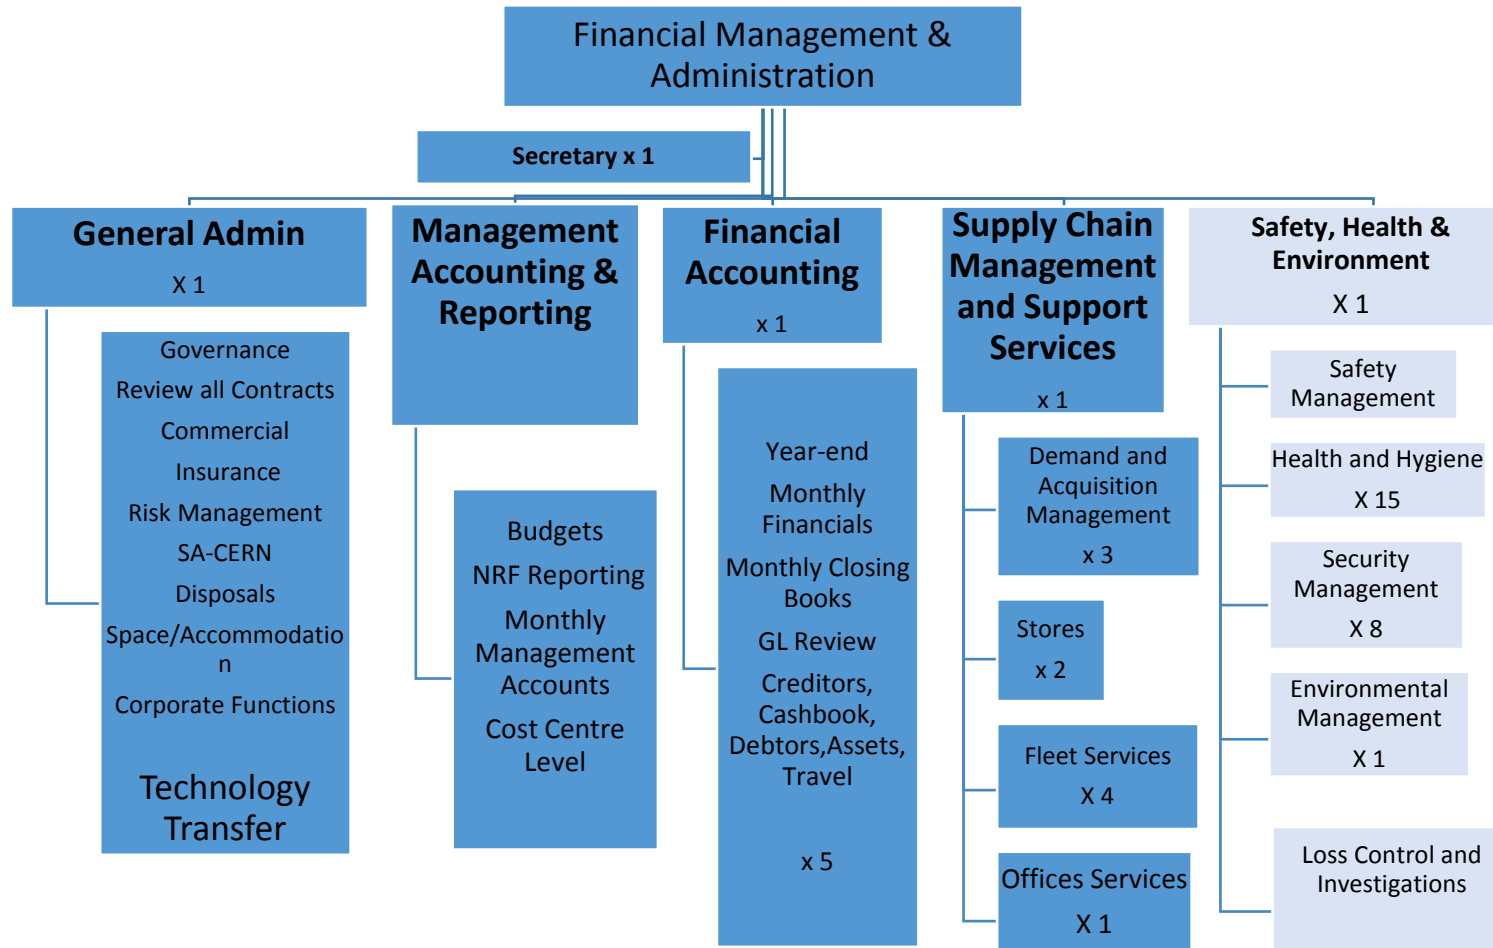 Financial Management &
Administration
Secretary x 1
General Admin
X 1
Governance
Review all Contracts
Commercial
Insurance
Risk Management
SA-CERN
Disposals
Space/Accommodatio
n
Corporate Functions
Technology
Transfer
Management
Accounting &
Reporting
Budgets
NRF Reporting
Monthly
Management
Accounts
Cost Centre
Level
Financial
Accounting
x 1
Year-end
Monthly
Financials
Monthly Closing
Books
GL Review
Creditors,
Cashbook,
Debtors,Assets,
Travel
x 5
Supply Chain
Management
and Support
Services
x 1
Demand and
Acquisition
Management
x 3
Stores
x 2
Fleet Services
X 4
Offices Services
X 1
Safety, Health &
Environment
X 1
Safety
Management
Health and Hygiene
X 15
Security
Management
X 8
Environmental
Management
X 1
Loss Control and
Investigations